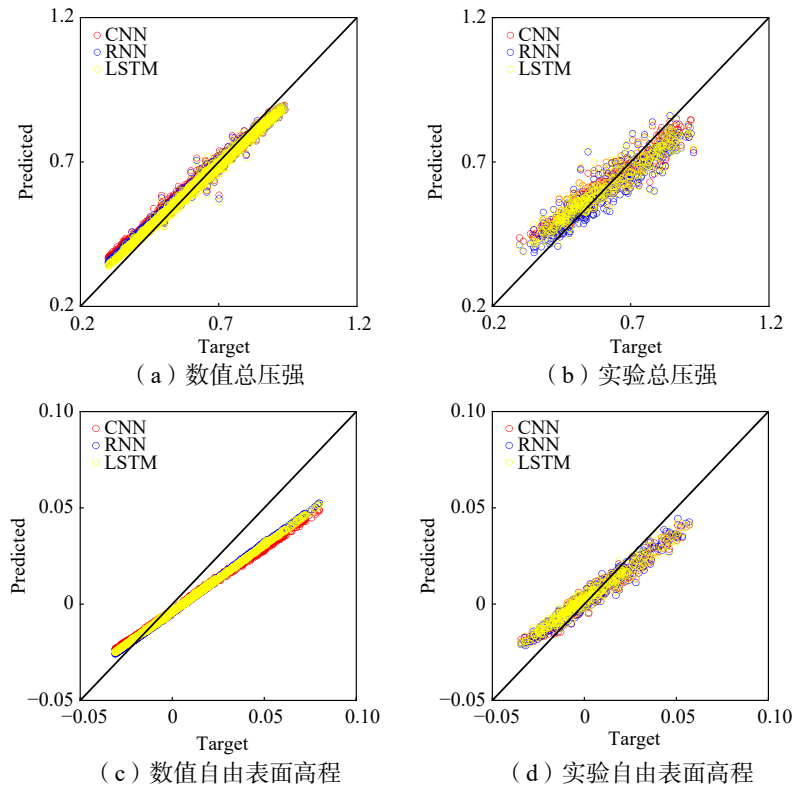 1.2
CNN
RNN
LSTM
Predicted
0.7
0.2
0.2 0.7 1.2
Target
（a）数值总压强
1.2
CNN
RNN
LSTM
Predicted
0.7
0.2
0.2 0.7 1.2
Target
（b）实验总压强
0.10
CNN
RNN
LSTM
0.05
Predicted
0
−0.05
−0.05 0 0.05 0.10
Target
（c）数值自由表面高程
0.10
CNN
RNN
LSTM
0.05
Predicted
0
−0.05
−0.05 0 0.05 0.10
Target
（d）实验自由表面高程